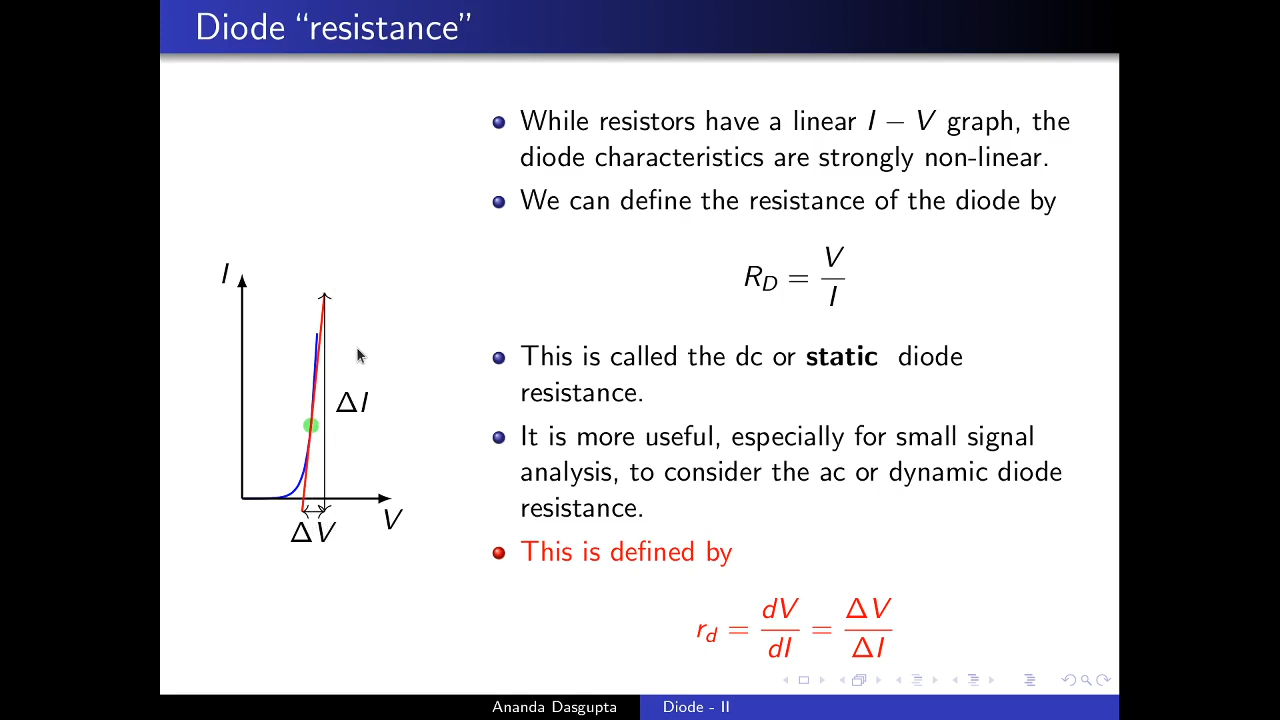 Diode “resistance”
While resistors have a linear I − V graph, the
diode characteristics are strongly non-linear.
We can define the resistance of the diode by
R_D = V/I
This is called the dc or static diode
resistance.
It is more useful, especially for small signal
analysis, to consider the ac or dynamic diode
resistance.
This is defined by
r_d = dV/dI = ΔV/ΔI
I
ΔI
V
ΔV
Ananda Dasgupta
Diode - II